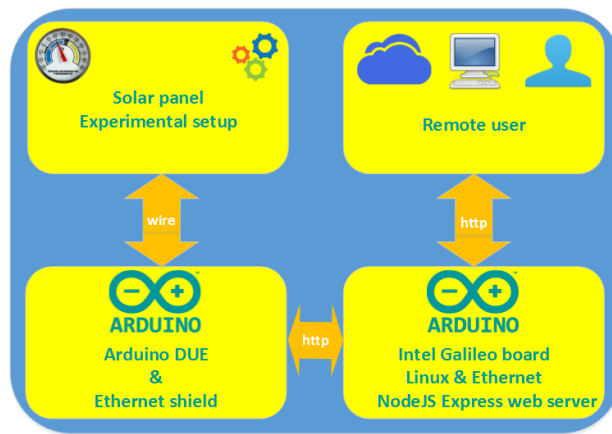 Solar panel
Experimental setup
Remote user
wire
http
ARDUINO
Arduino DUE
&
Ethernet shield
http
ARDUINO
Intel Galileo board
Linux & Ethernet
NodeJS Express web server